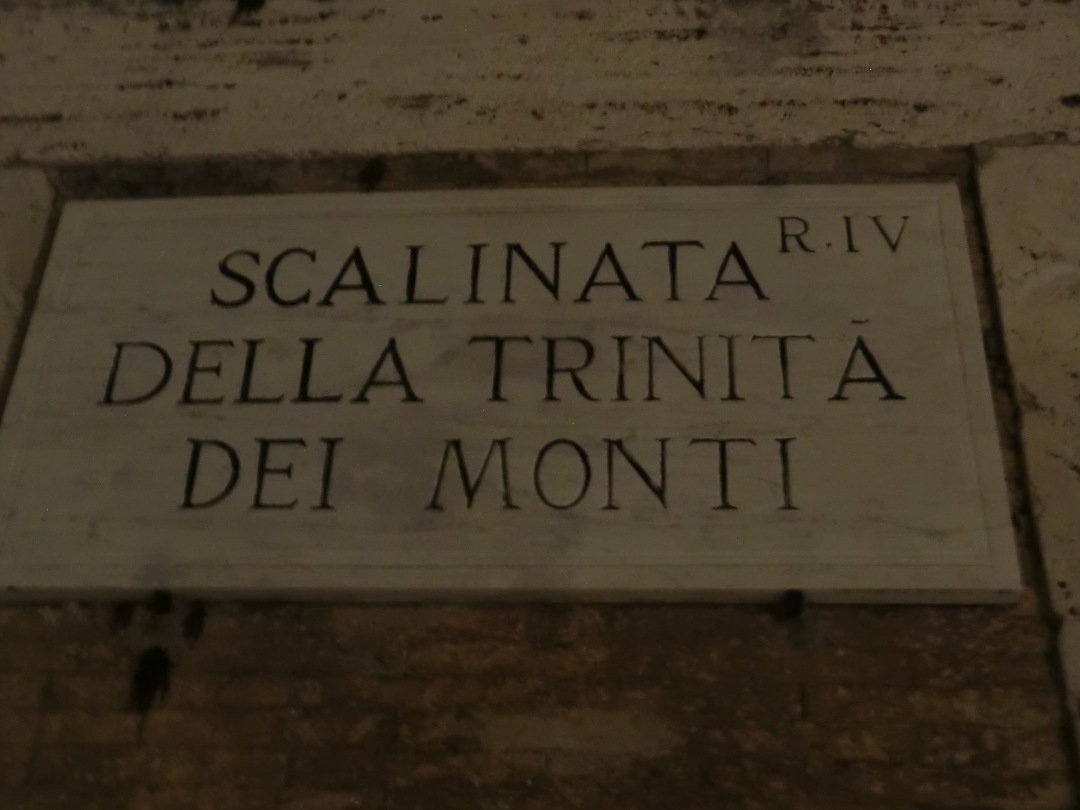 SCALINATA R.IV
DELLA TRINITÀ
DEI MONTI